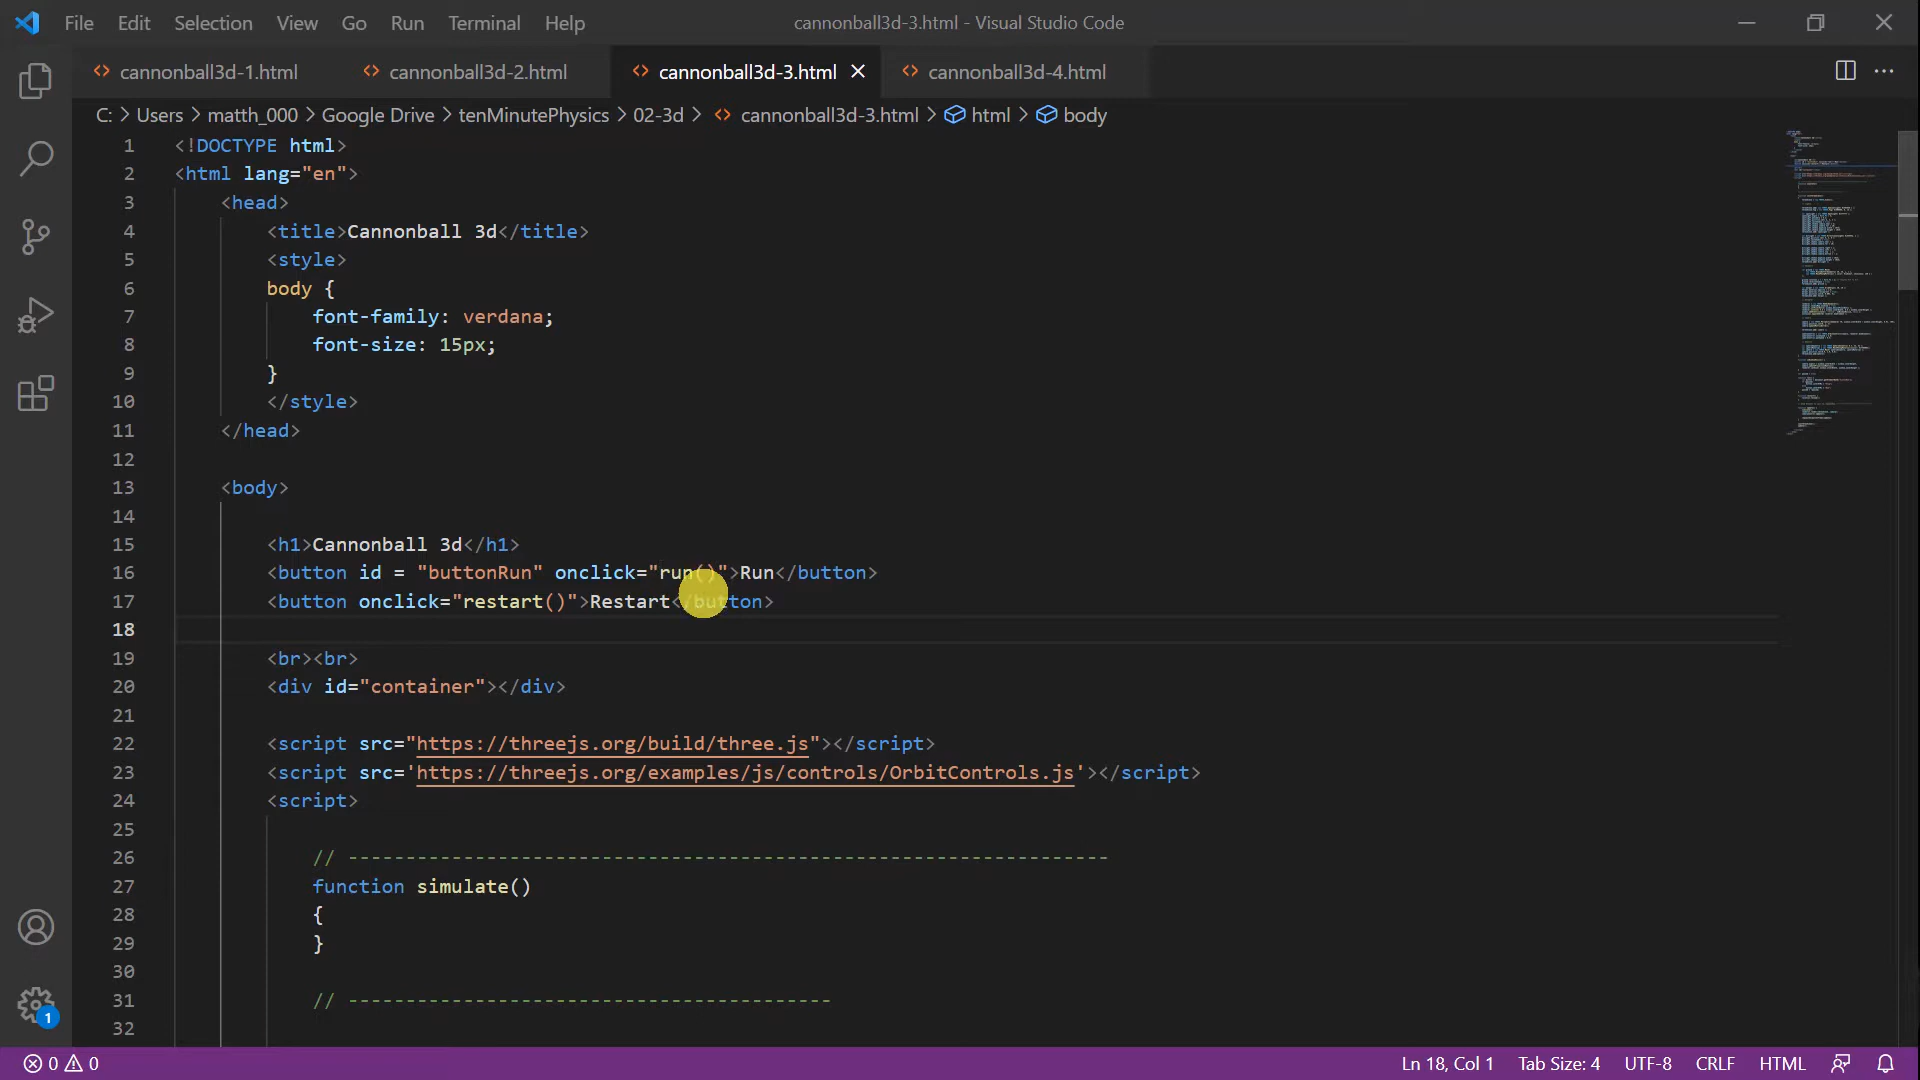 File Edit Selection View Go Run Terminal Help cannonball3d-3.html - Visual Studio Code
cannonball3d-1.html cannonball3d-2.html cannonball3d-3.html cannonball3d-4.html
C: > Users > matth_000 > Google Drive > tenMinutePhysics > 02-3d > cannonball3d-3.html > html > body
1 <!DOCTYPE html>
2 <html lang="en">
3 <head>
4 <title>Cannonball 3d</title>
5 <style>
6 body {
7 font-family: verdana;
8 font-size: 15px;
9 }
10 </style>
11 </head>
12
13 <body>
14
15 <h1>Cannonball 3d</h1>
16 <button id = "buttonRun" onclick="run()">Run</button>
17 <button onclick="restart()">Restart</button>
18
19 <br><br>
20 <div id="container"></div>
21
22 <script src="https://threejs.org/build/three.js"></script>
23 <script src='https://threejs.org/examples/js/controls/OrbitControls.js'></script>
24 <script>
25
26 // ------------------------------------------------------------------
27 function simulate()
28 {
29 }
30
31 // ------------------------------------------
32
1
0 0 Ln 18, Col 1 Tab Size: 4 UTF-8 CRLF HTML